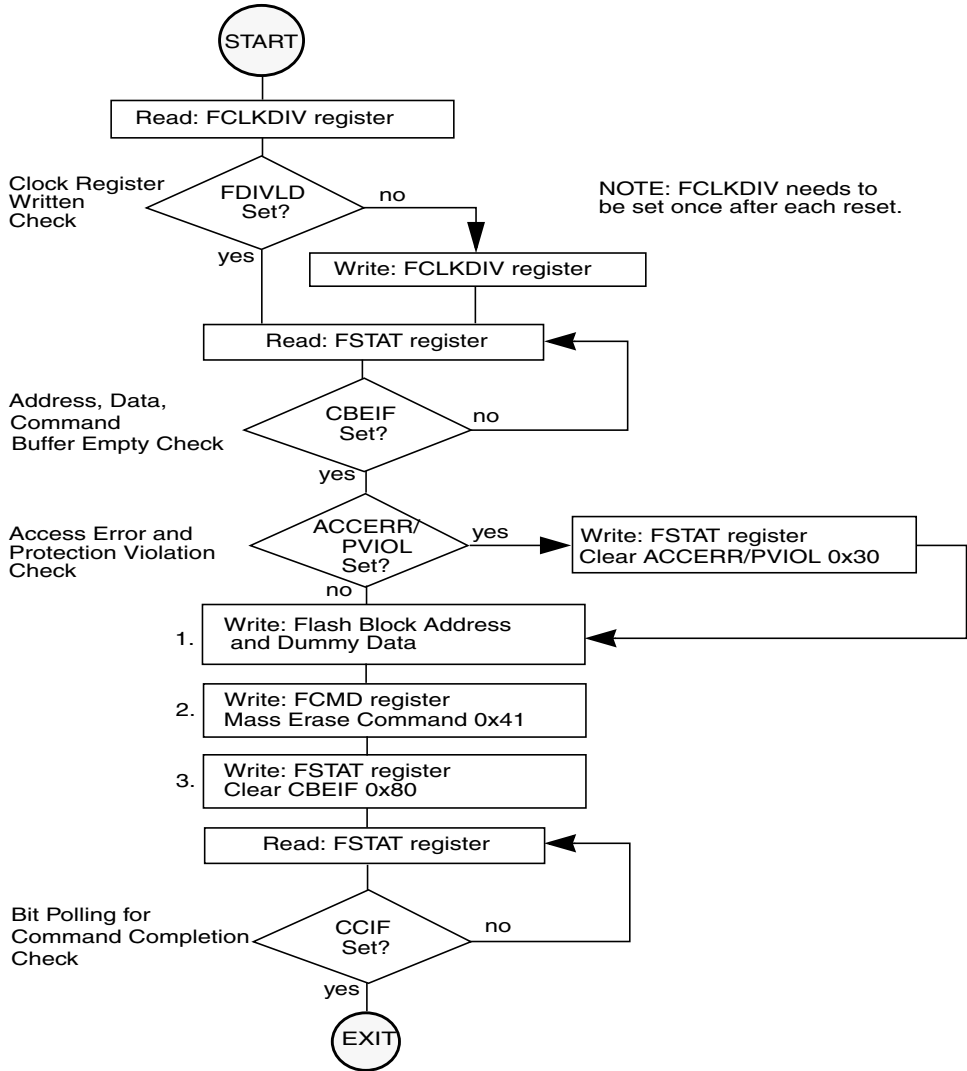 START
Read: FCLKDIV register
Clock Register
Written
Check
FDIVLD
Set?
no
yes
NOTE: FCLKDIV needs to
be set once after each reset.
Write: FCLKDIV register
Read: FSTAT register
Address, Data,
Command
Buffer Empty Check
CBEIF
Set?
no
yes
Access Error and
Protection Violation
Check
ACCERR/
PVIOL
Set?
yes
no
Write: FSTAT register
Clear ACCERR/PVIOL 0x30
1.
Write: Flash Block Address
and Dummy Data
2.
Write: FCMD register
Mass Erase Command 0x41
3.
Write: FSTAT register
Clear CBEIF 0x80
Read: FSTAT register
Bit Polling for
Command Completion
Check
CCIF
Set?
no
yes
EXIT